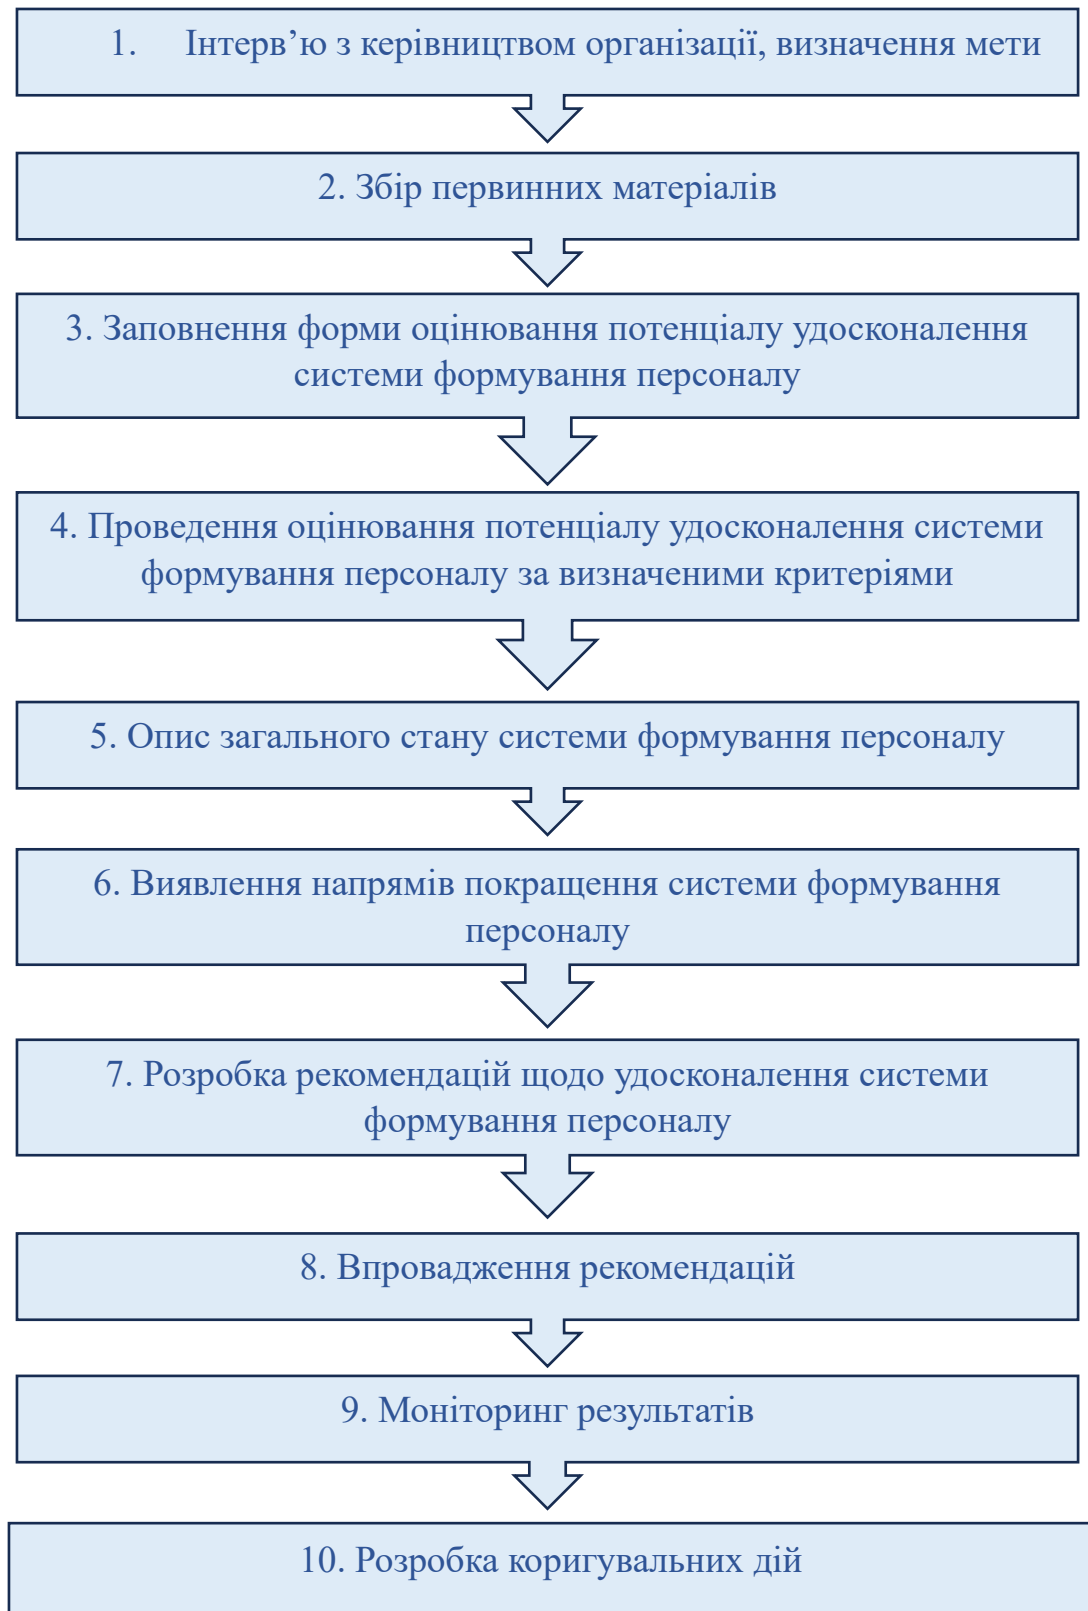 1. Інтерв’ю з керівництвом організації, визначення мети
2. Збір первинних матеріалів
3. Заповнення форми оцінювання потенціалу удосконалення
системи формування персоналу
4. Проведення оцінювання потенціалу удосконалення системи
формування персоналу за визначеними критеріями
5. Опис загального стану системи формування персоналу
6. Виявлення напрямів покращення системи формування
персоналу
7. Розробка рекомендацій щодо удосконалення системи
формування персоналу
8. Впровадження рекомендацій
9. Моніторинг результатів
10. Розробка коригувальних дій